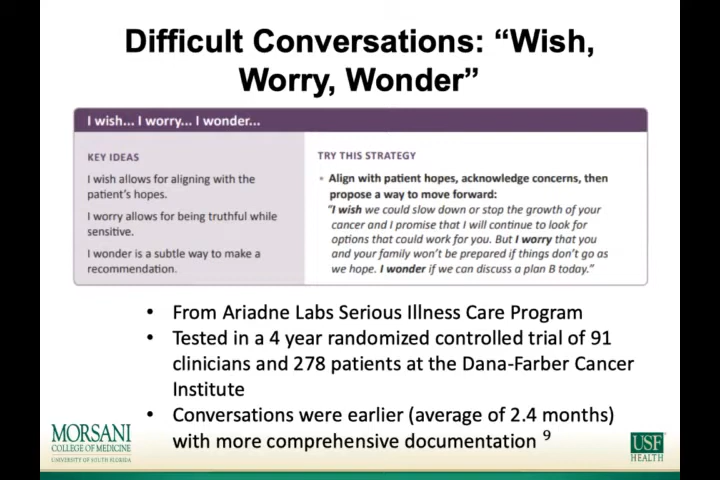 Difficult Conversations: “Wish,
Worry, Wonder”
I wish... I worry... I wonder...
KEY IDEAS
I wish allows for aligning with the
patient’s hopes.
I worry allows for being truthful while
sensitive.
I wonder is a subtle way to make a
recommendation.
TRY THIS STRATEGY
• Align with patient hopes, acknowledge concerns, then
propose a way to move forward:
“I wish we could slow down or stop the growth of your
cancer and I promise that I will continue to look for
options that could work for you. But I worry that you
and your family won’t be prepared if things don’t go as
we hope. I wonder if we can discuss a plan B today.”
• From Ariadne Labs Serious Illness Care Program
• Tested in a 4 year randomized controlled trial of 91
clinicians and 278 patients at the Dana-Farber Cancer
Institute
• Conversations were earlier (average of 2.4 months)
with more comprehensive documentation 9
MORSANI
COLLEGE OF MEDICINE
UNIVERSITY OF SOUTH FLORIDA
USF
HEALTH